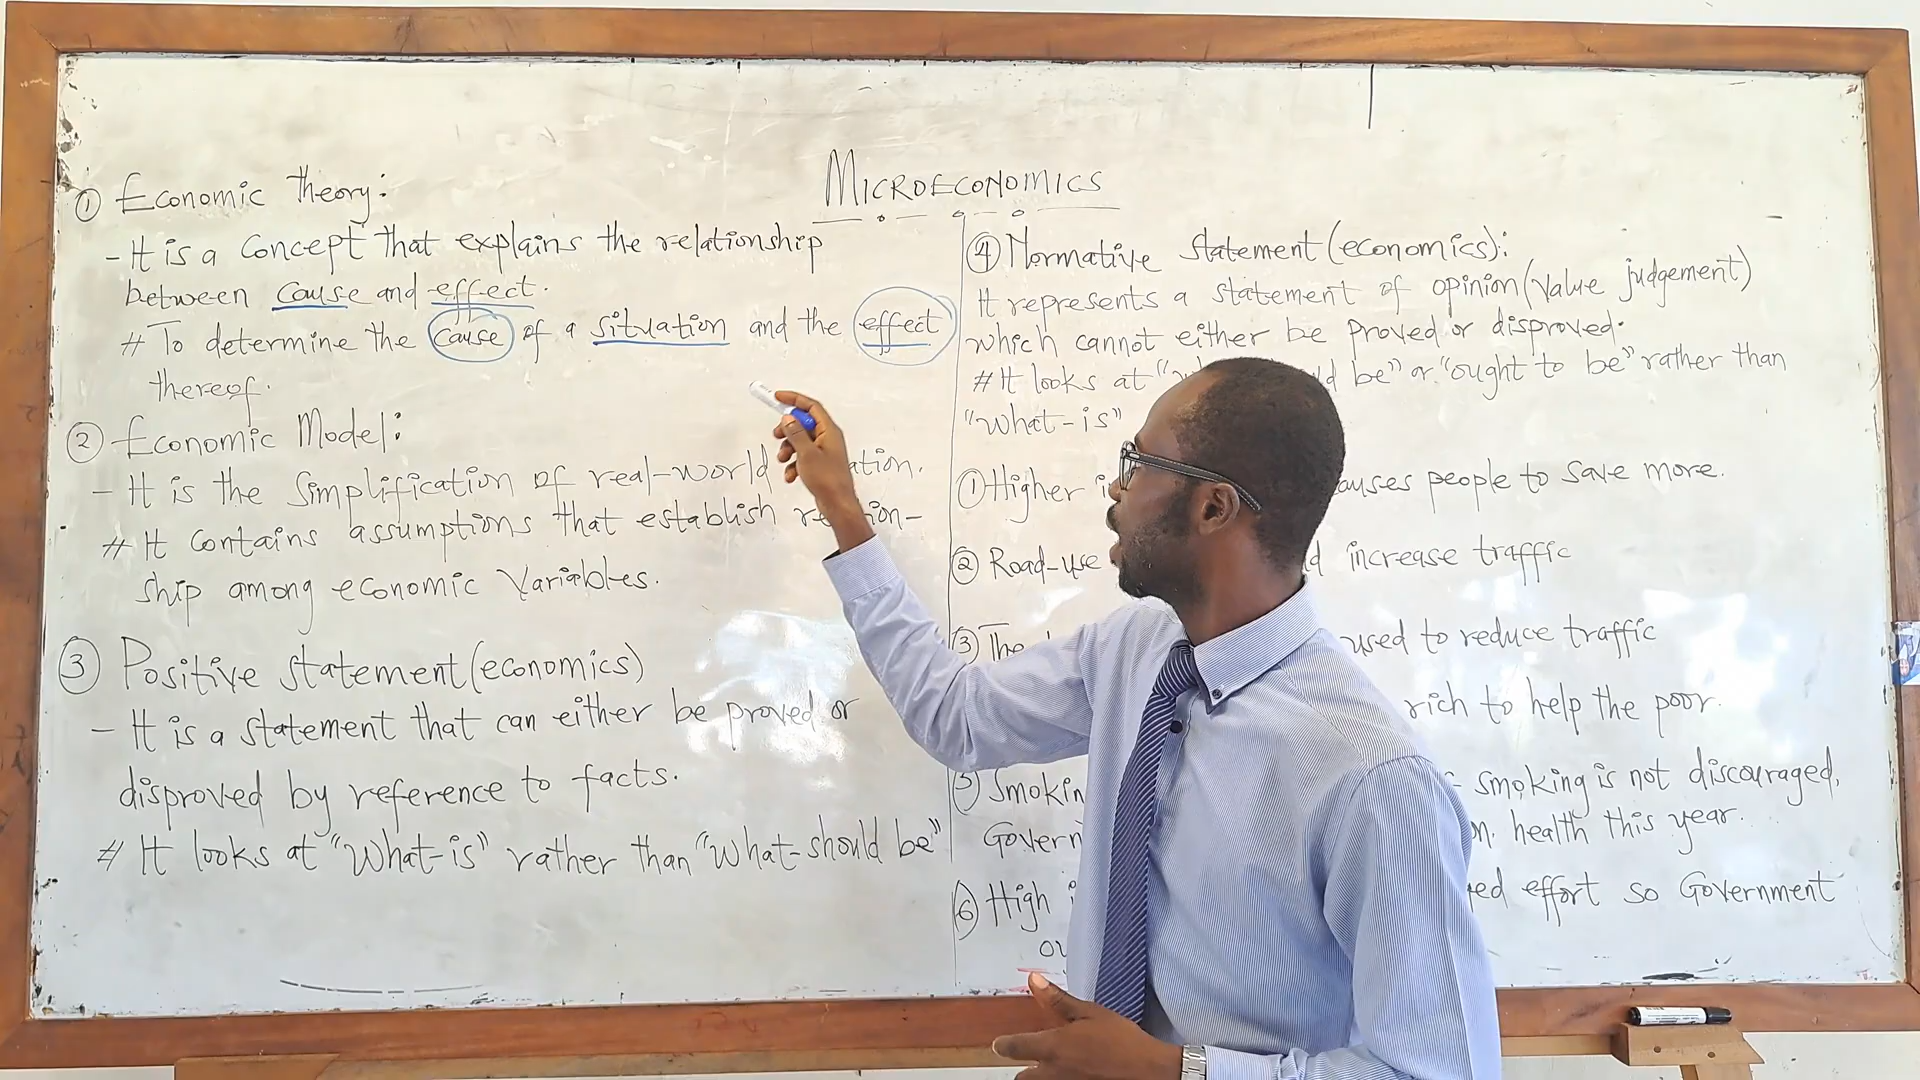 MICROECONOMICS
① Economic theory:
- It is a concept that explains the relationship
between cause and effect.
# To determine the cause of a situation and the effect
thereof.
② Economic Model:
- It is the simplification of real-world
# It contains assumptions that establish
ship among economic variables.
③ Positive statement (economics)
- It is a statement that can either be proved or
disproved by reference to facts.
# It looks at "What-is" rather than "What-should be"
④ Normative statement (economics):
It represents a statement of opinion (value judgement)
which cannot either be proved or disproved.
# It looks at be" or "ought to be" rather than
"what-is"
① Higher people to save more.
② Road-use increase traffic
③ The used to reduce traffic
rich to help the poor.
⑤ smoking is not discouraged,
health this year.
⑥ High effort so Government